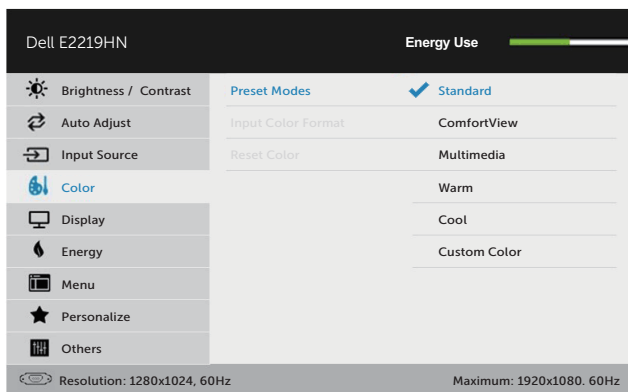 Dell E2219HN
Energy Use
Brightness / Contrast
Preset Modes
Standard
Auto Adjust
Input Color Format
ComfortView
Input Source
Reset Color
Multimedia
Color
Warm
Display
Cool
Energy
Custom Color
Menu
Personalize
Others
Resolution: 1280x1024, 60Hz
Maximum: 1920x1080. 60Hz